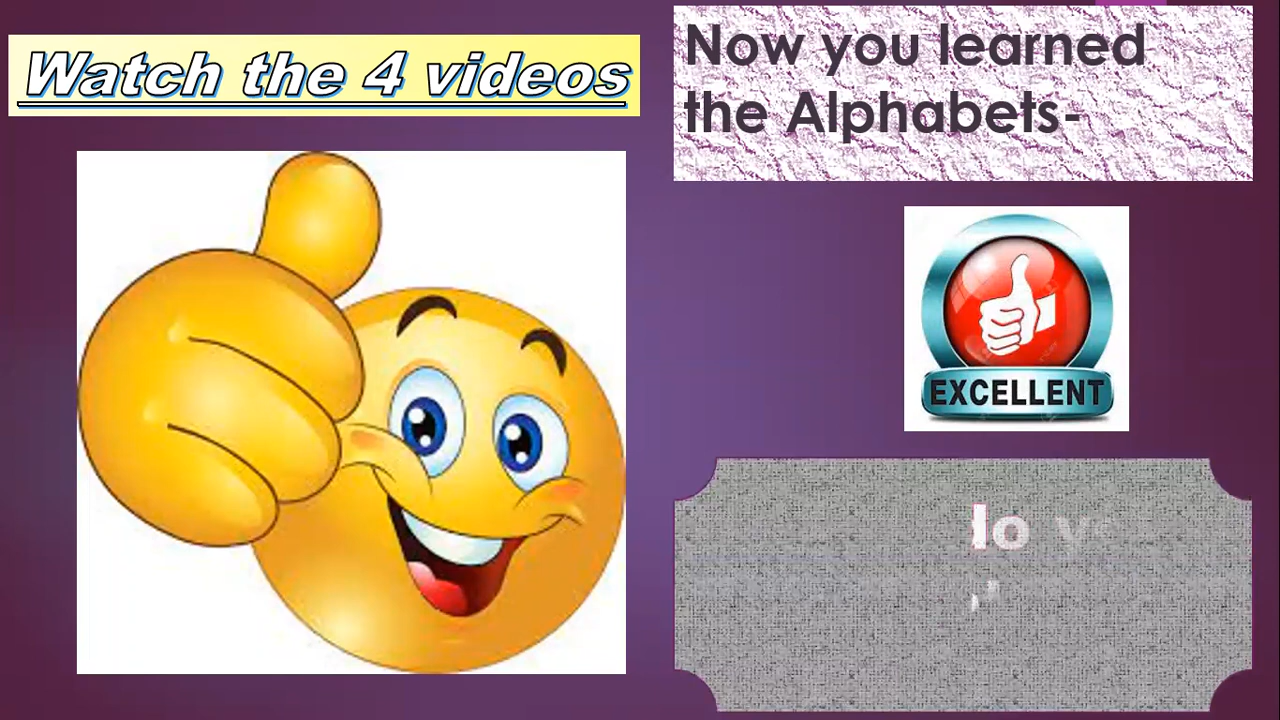 Watch the 4 videos
Now you learned
the Alphabets-
EXCELLENT